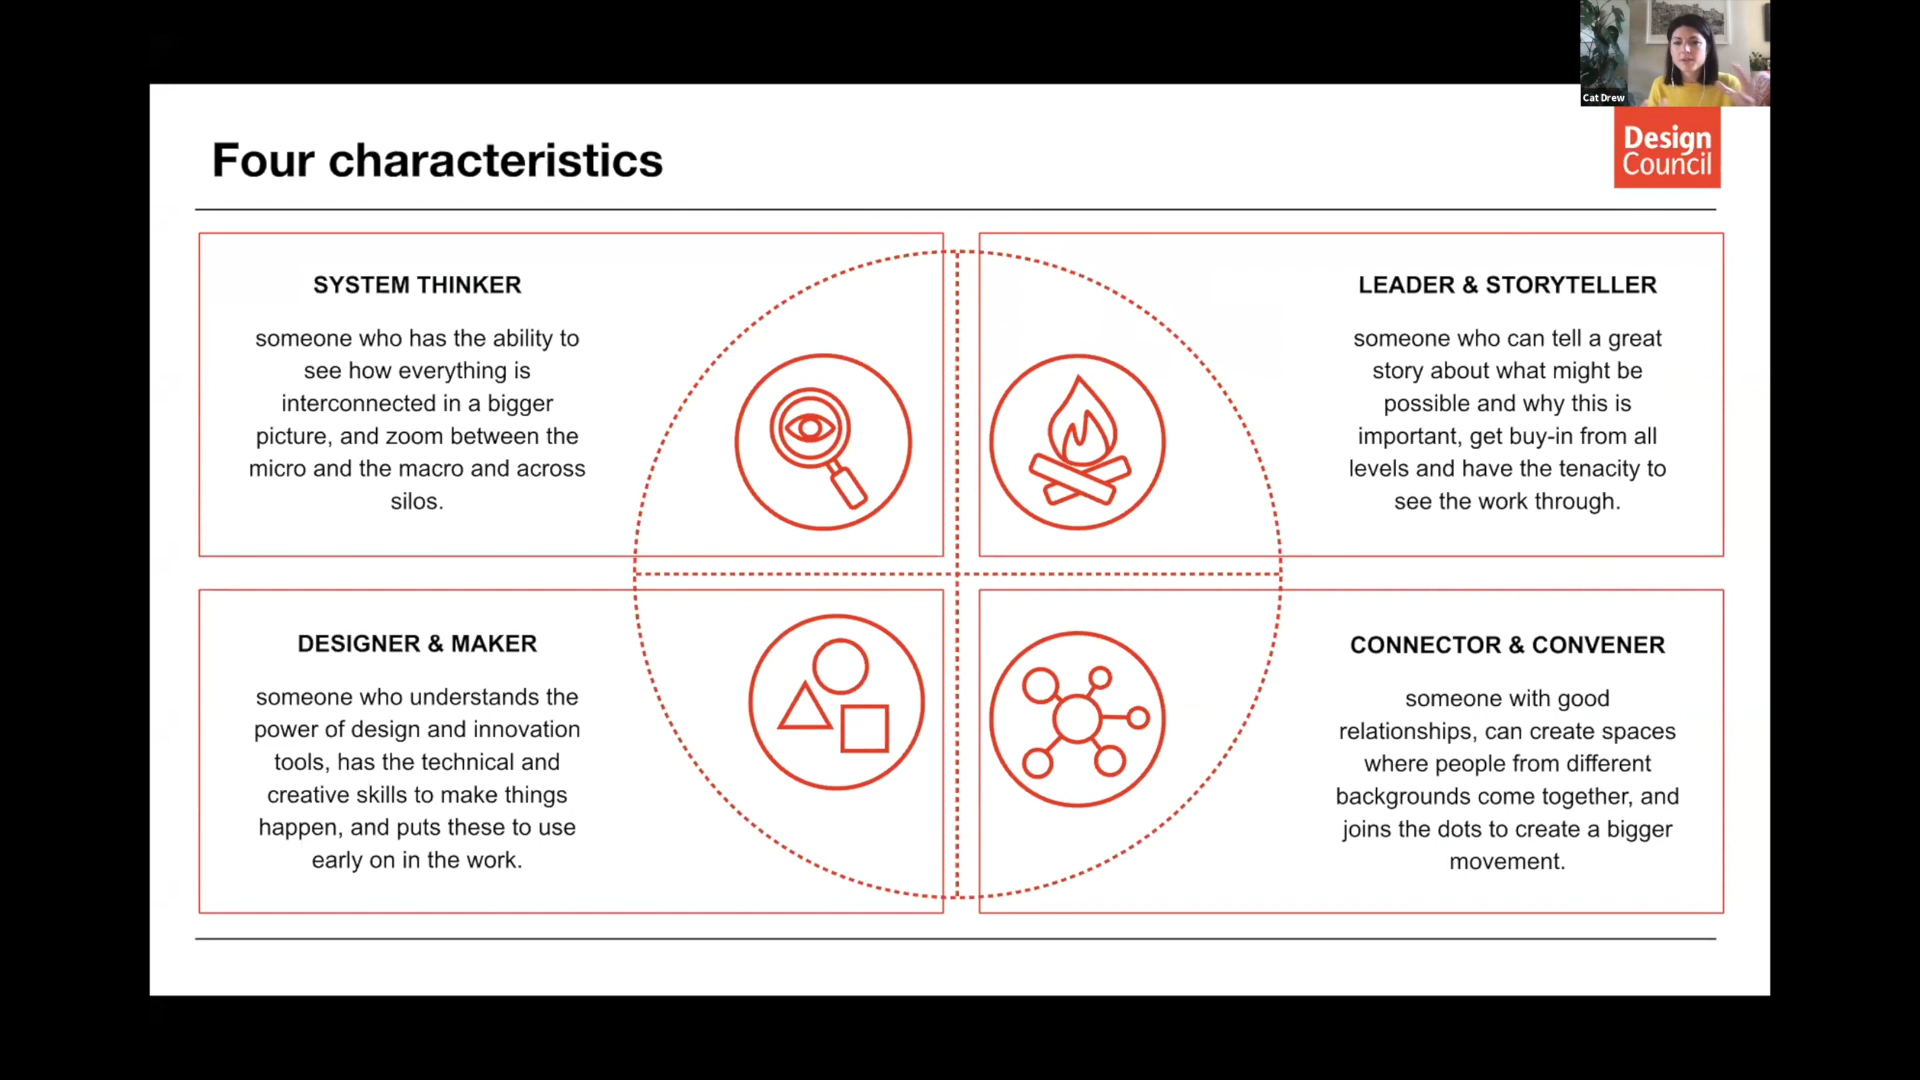 Cat Drew
Design
Council
Four characteristics
SYSTEM THINKER
someone who has the ability to
see how everything is
interconnected in a bigger
picture, and zoom between the
micro and the macro and across
silos.
LEADER & STORYTELLER
someone who can tell a great
story about what might be
possible and why this is
important, get buy-in from all
levels and have the tenacity to
see the work through.
DESIGNER & MAKER
someone who understands the
power of design and innovation
tools, has the technical and
creative skills to make things
happen, and puts these to use
early on in the work.
CONNECTOR & CONVENER
someone with good
relationships, can create spaces
where people from different
backgrounds come together, and
joins the dots to create a bigger
movement.